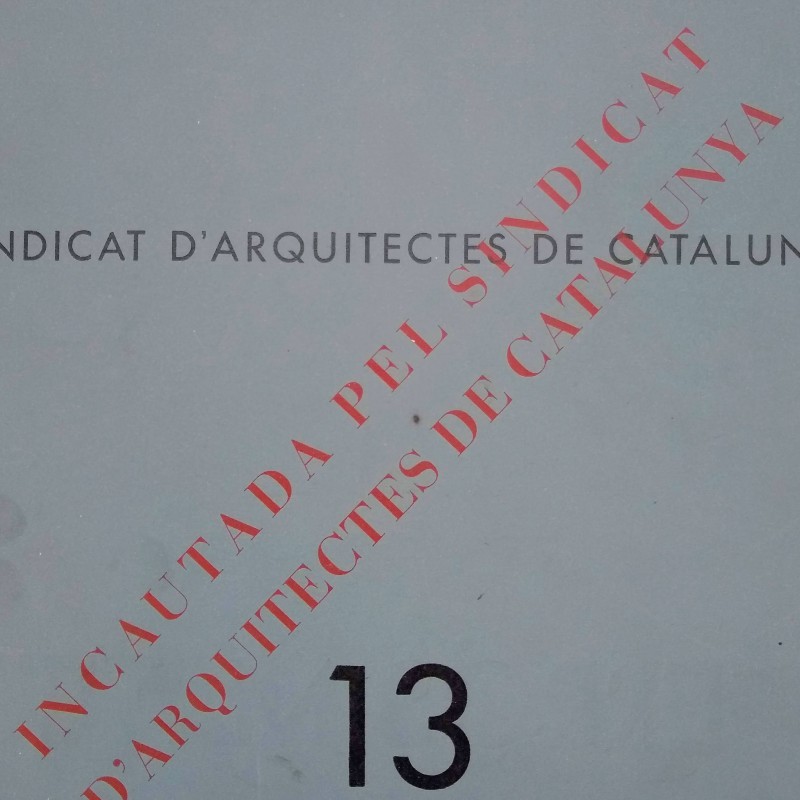 NDICAT D'ARQUITECTES DE CATALUN
INCAUTADA PEL SINDICAT
D'ARQUITECTES DE CATALUNYA
13